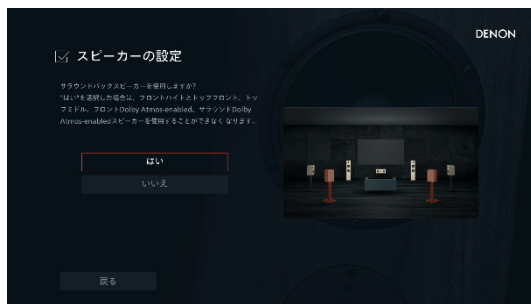 DENON
スピーカーの設定
サラウンドバックスピーカーを使用しますか?
"はい"を選択した場合は、フロントハイトとトップフロント、トッ
プミドル、フロントDolby Atmos-enabled、サラウンドDolby
Atmos-enabledスピーカーを使用することができなくなります。
はい
いいえ
戻る